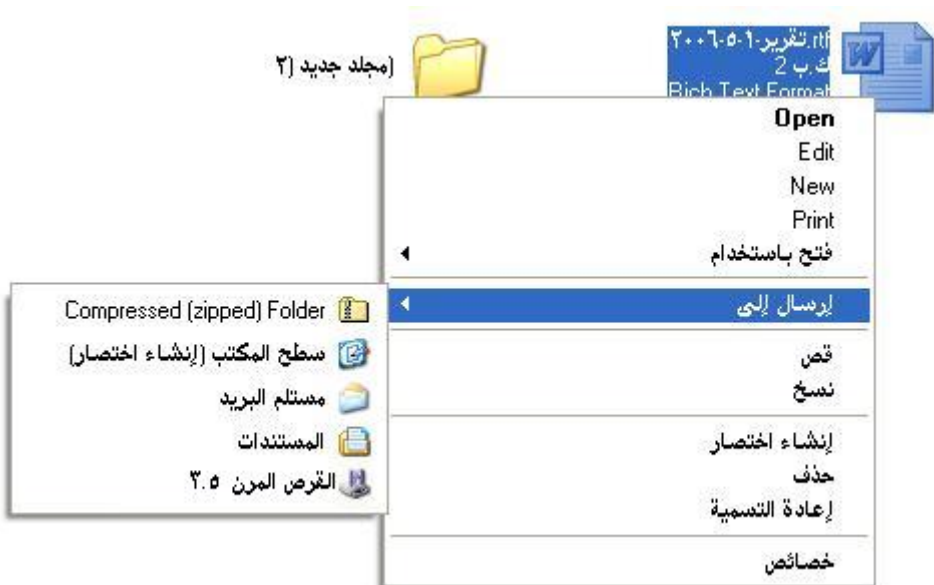 تقرير-١-٥-٢٠٠٦.rtf
2 ك.ب
Rich Text Format
(مجلد جديد (٢
Open
Edit
New
Print
فتح باستخدام
إرسال إلى
قص
نسخ
إنشاء اختصار
حذف
إعادة التسمية
خصائص
Compressed (zipped) Folder
سطح المكتب (إنشاء اختصار)
مستلم البريد
المستندات
القرص المرن ٣.٥